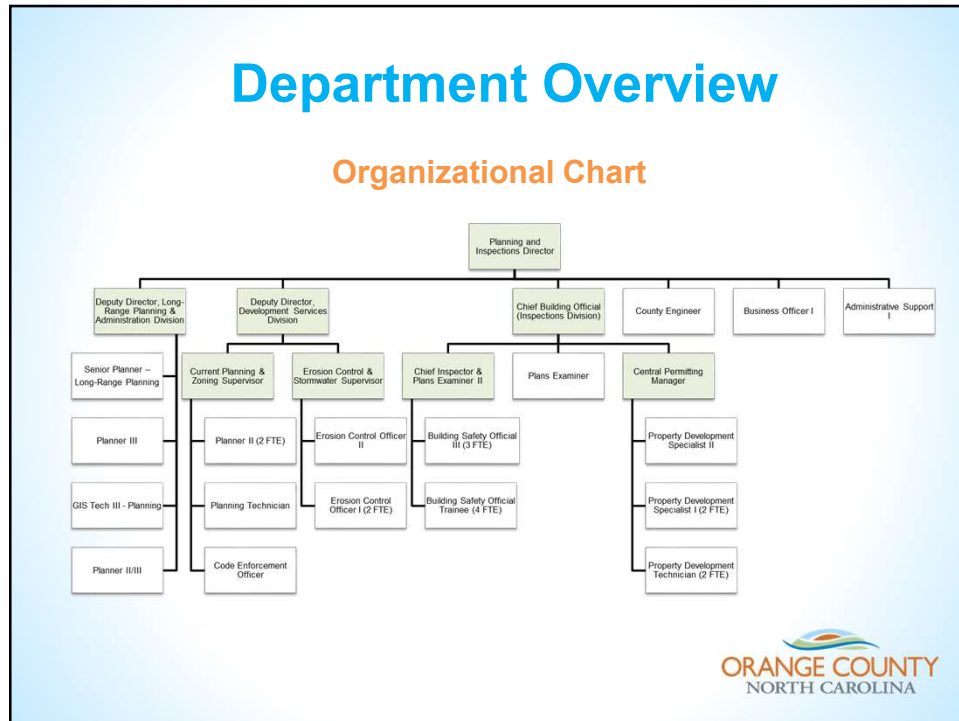 Department Overview
Organizational Chart
Planning and
Inspections Director
Deputy Director, Long-
Range Planning &
Administration Division
Deputy Director,
Development Services
Division
Chief Building Official
(Inspections Division)
County Engineer
Business Officer I
Administrative Support
I
Senior Planner –
Long-Range Planning
Current Planning &
Zoning Supervisor
Erosion Control &
Stormwater Supervisor
Chief Inspector &
Plans Examiner II
Plans Examiner
Central Permitting
Manager
Planner III
Planner II (2 FTE)
Erosion Control Officer
II
Building Safety Official
III (3 FTE)
Property Development
Specialist II
GIS Tech III - Planning
Planning Technician
Erosion Control
Officer I (2 FTE)
Building Safety Official
Trainee (4 FTE)
Property Development
Specialist I (2 FTE)
Planner II/III
Code Enforcement
Officer
Property Development
Technician (2 FTE)
ORANGE COUNTY
NORTH CAROLINA